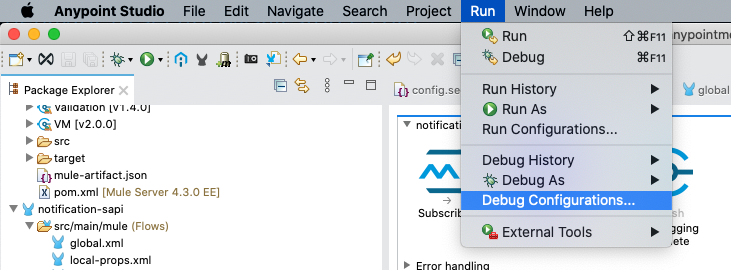 Anypoint Studio File Edit Navigate Search Project Run Window Help
anypointm
Run ⇧⌘F11
Debug ⌘F11
Run History
Run As
Run Configurations...
Debug History
Debug As
Debug Configurations...
External Tools
Package Explorer
Validation [v1.4.0]
VM [v2.0.0]
src
target
mule-artifact.json
pom.xml [Mule Server 4.3.0 EE]
notification-sapi
src/main/mule (Flows)
global.xml
local-props.xml
config.se
global
notification
Subscrib
sh
gging
ete
Error handling